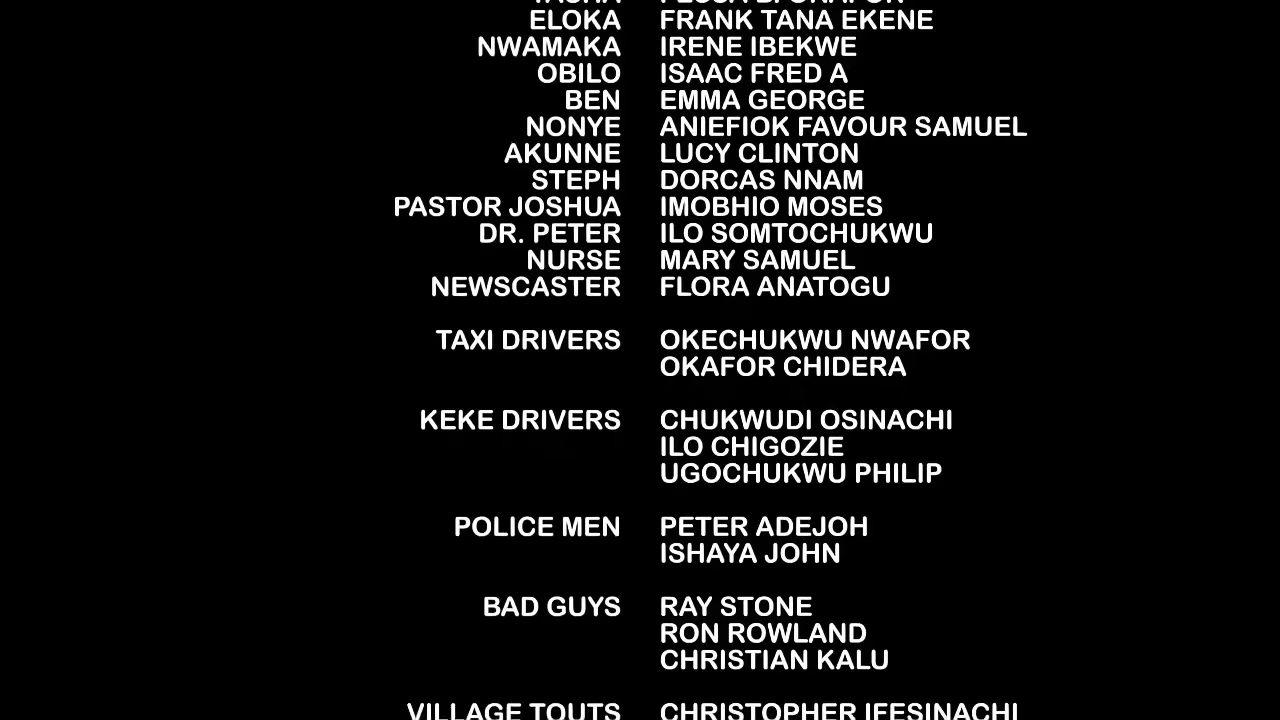 ELOKA FRANK TANA EKENE
NWAMAKA IRENE IBEKWE
OBILO ISAAC FRED A
BEN EMMA GEORGE
NONYE ANIEFIOK FAVOUR SAMUEL
AKUNNE LUCY CLINTON
STEPH DORCAS NNAM
PASTOR JOSHUA IMOBHIO MOSES
DR. PETER ILO SOMTOCHUKWU
NURSE MARY SAMUEL
NEWSCASTER FLORA ANATOGU
TAXI DRIVERS OKECHUKWU NWAFOR
OKAFOR CHIDERA
KEKE DRIVERS CHUKWUDI OSINACHI
ILO CHIGOZIE
UGOCHUKWU PHILIP
POLICE MEN PETER ADEJOH
ISHAYA JOHN
BAD GUYS RAY STONE
RON ROWLAND
CHRISTIAN KALU
VILLAGE TOUTS CHRISTOPHER IFESINACHI